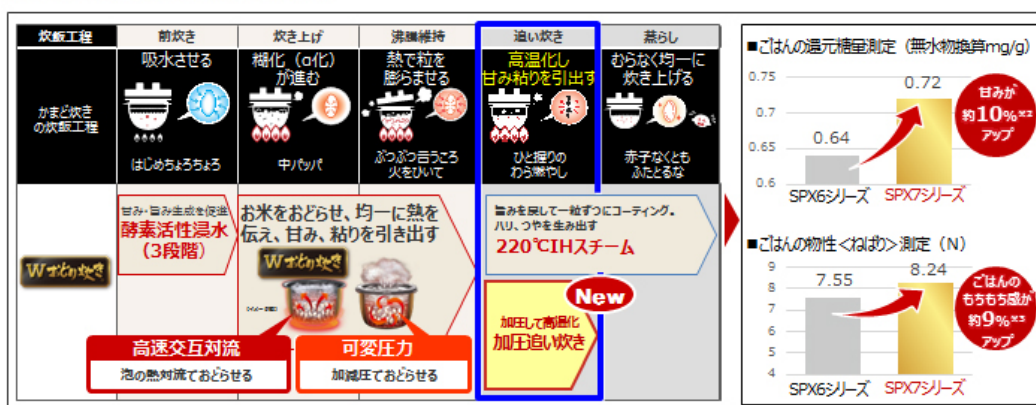 炊飯工程
前炊き
炊き上げ
沸騰維持
追い炊き
蒸らし
かまど炊き
の炊飯工程
吸水させる
はじめちょろちょろ
糊化（α化）
が進む
中パッパ
熱で粒を
膨らませる
ぶつぶつ言うころ
火をひいて
高温化し
甘み粘りを引出す
ひと握りの
わら燃やし
むらなく均一に
炊き上げる
赤子なくとも
ふたとるな
Wおどり炊き
甘み・旨み生成を促進
酵素活性浸水
（3段階）
お米をおどらせ、均一に熱を
伝え、甘み、粘りを引き出す
Wおどり炊き
高速交互対流
泡の熱対流でおどらせる
可変圧力
加減圧でおどらせる
旨みを戻して一粒ずつにコーティング。
ハリ、つやを生み出す
220℃IHスチーム
New
加圧して高温化
加圧追い炊き
■ごはんの還元糖量測定（無水物換算mg/g）
0.75
0.7
0.65
0.6
0.64
0.72
SPX6シリーズ
SPX7シリーズ
甘みが
約10%※2
アップ
■ごはんの物性＜ねばり＞測定（N）
9
8
7
6
5
4
7.55
8.24
SPX6シリーズ
SPX7シリーズ
ごはんの
もちもち感が
約9%※3
アップ